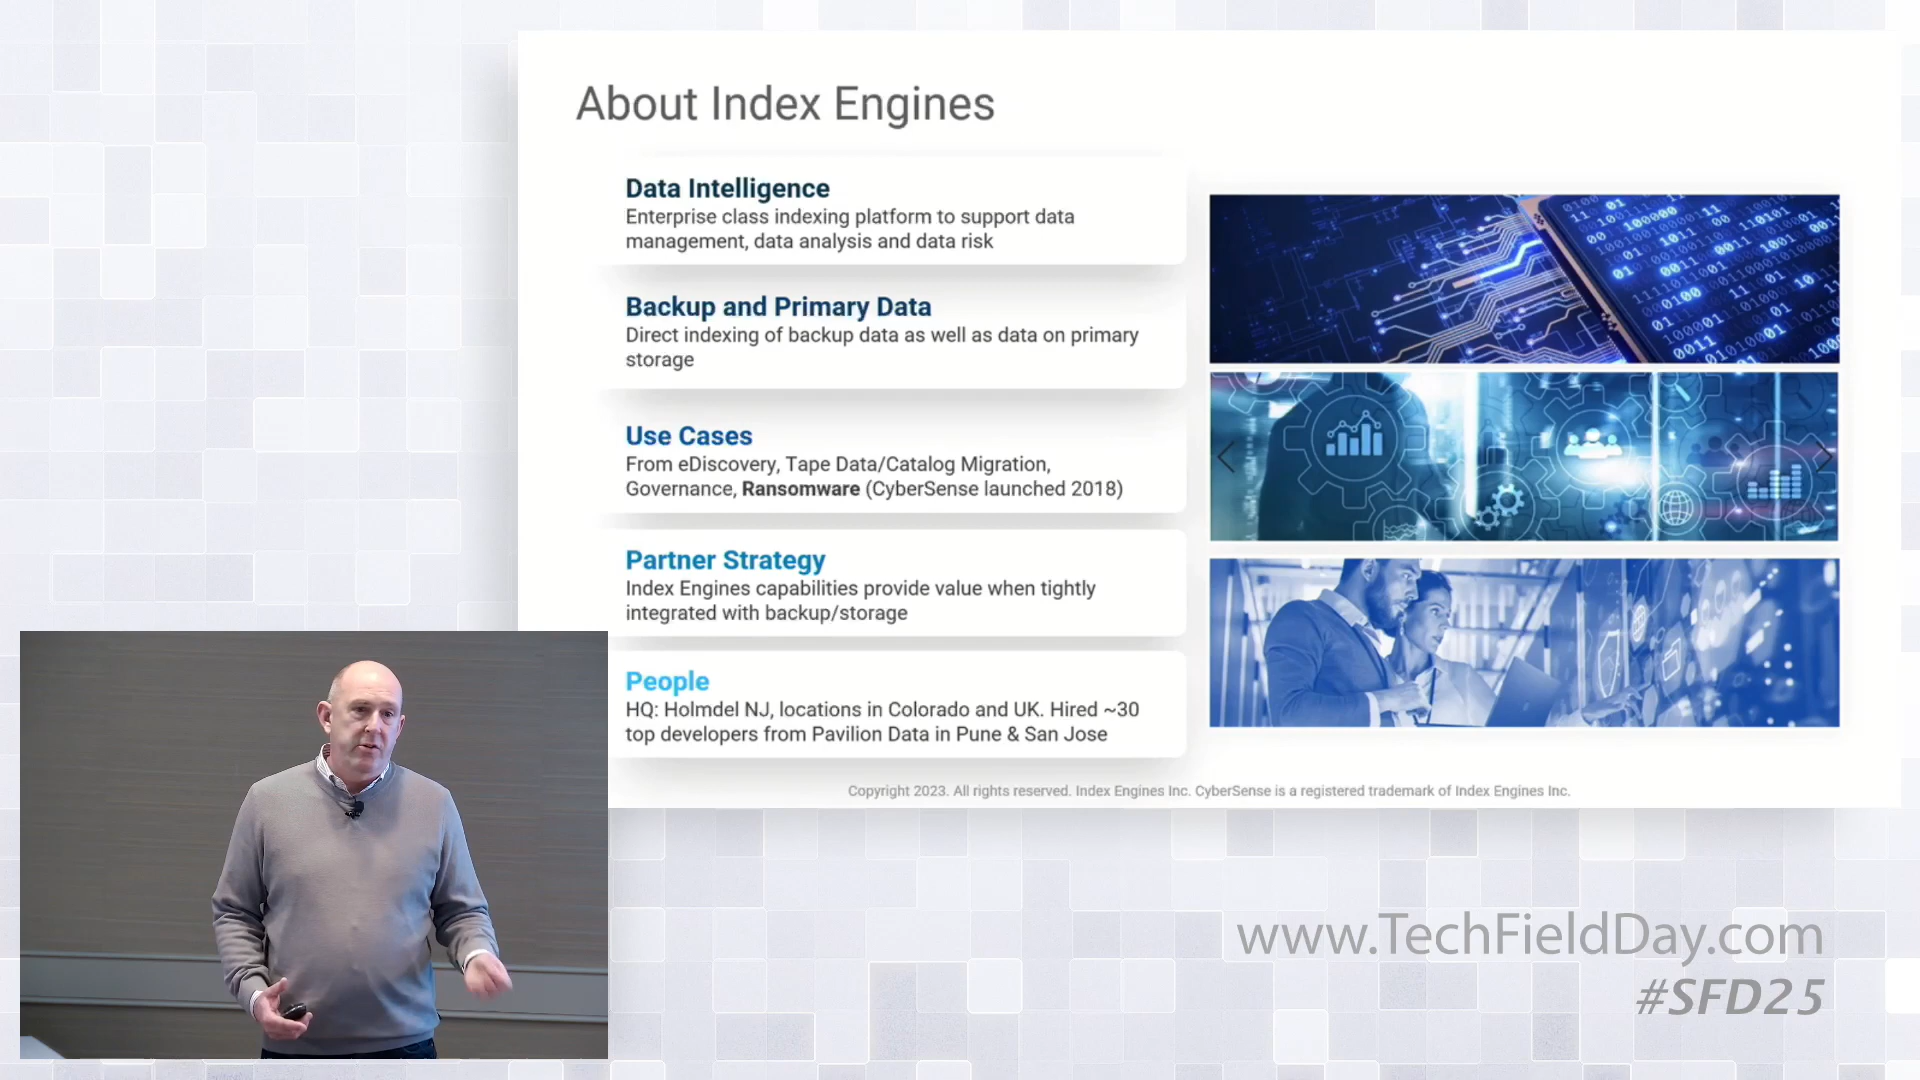 About Index Engines
Data Intelligence
Enterprise class indexing platform to support data
management, data analysis and data risk
Backup and Primary Data
Direct indexing of backup data as well as data on primary
storage
Use Cases
From eDiscovery, Tape Data/Catalog Migration,
Governance, Ransomware (CyberSense launched 2018)
Partner Strategy
Index Engines capabilities provide value when tightly
integrated with backup/storage
People
HQ: Holmdel NJ, locations in Colorado and UK. Hired ~30
top developers from Pavilion Data in Pune & San Jose
Copyright 2023. All rights reserved. Index Engines Inc. CyberSense is a registered trademark of Index Engines Inc.
www.TechFieldDay.com
#SFD25